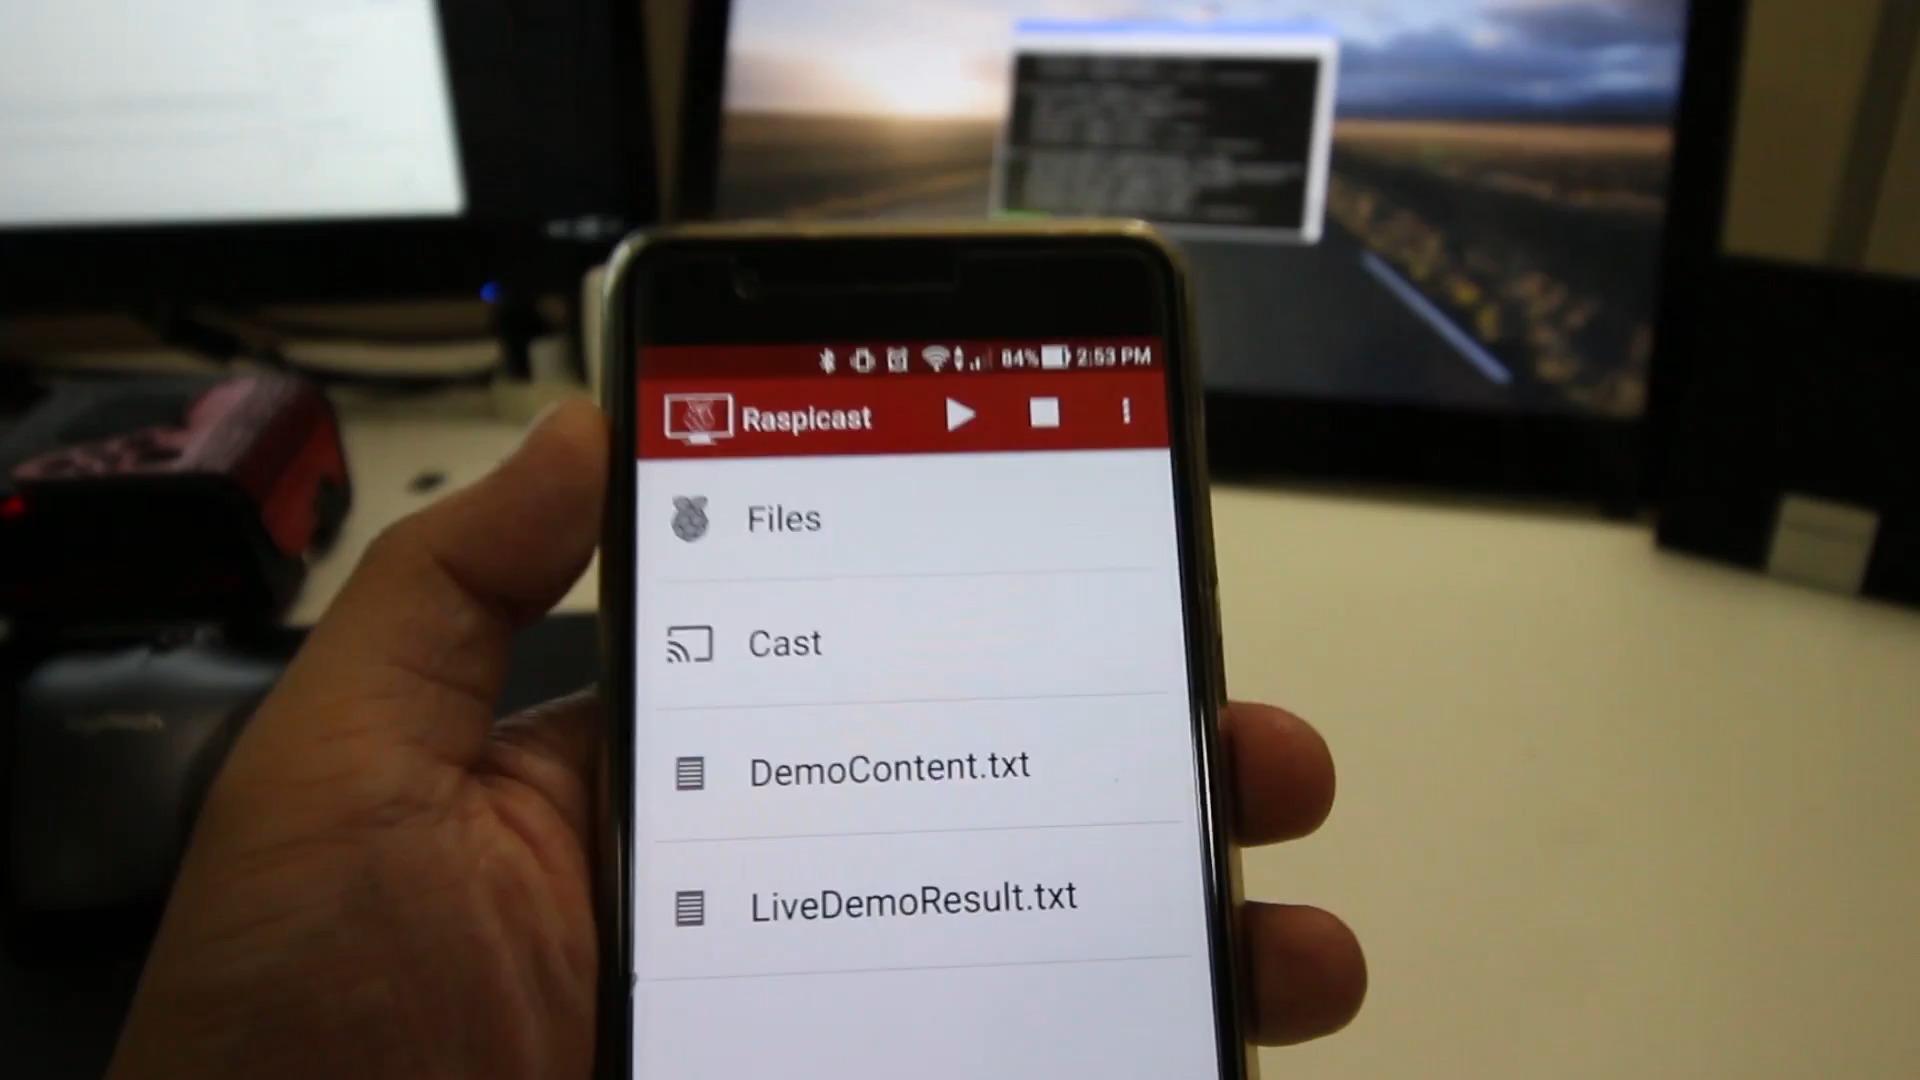 84% 2:53 PM
Raspicast
Files
Cast
DemoContent.txt
LiveDemoResult.txt